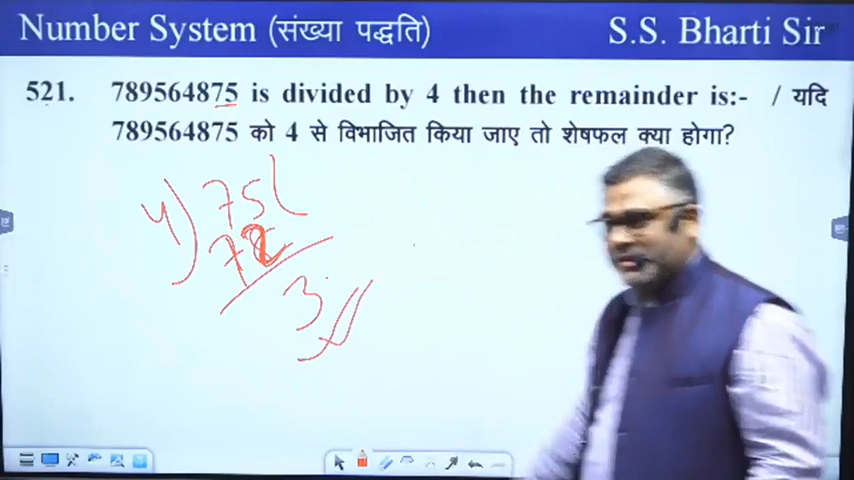 Number System (संख्या पद्धति)
S.S. Bharti Sir
521. 789564875 is divided by 4 then the remainder is:- / यदि
789564875 को 4 से विभाजित किया जाए तो शेषफल क्या होगा?
4) 75 (
72
3